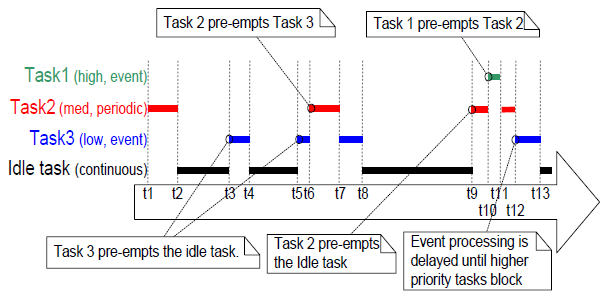 Task 2 pre-empts Task 3
Task 1 preempts Task 2
Task1 (high, event)
Task2 (med, periodic)
Task3 (low, event)
Idle task (continuous)
t1 t2 t3 t4 t5 t6 t7 t8 t9 t10 t11 t12 t13
Task 3 pre-empts the idle task.
Task 2 pre-empts
the Idle task
Event processing is
delayed until higher
priority tasks block